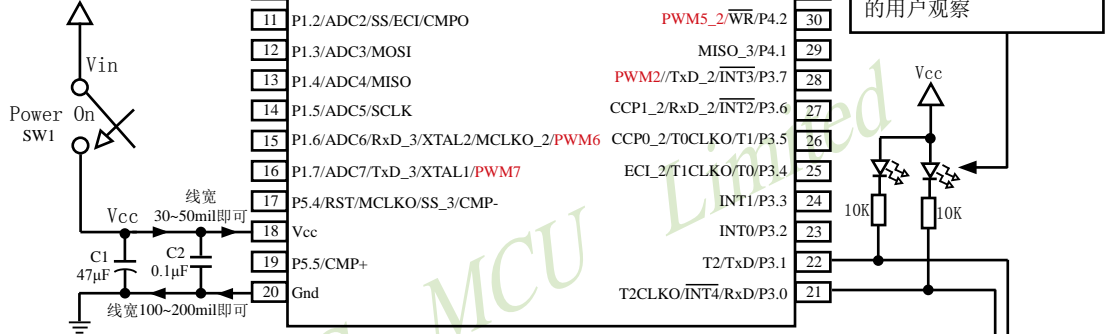 的用户观察
11 P1.2/ADC2/SS/ECI/CMPO
PWM5_2/WR/P4.2 30
12 P1.3/ADC3/MOSI
MISO_3/P4.1 29
13 P1.4/ADC4/MISO
PWM2//TxD_2/INT3/P3.7 28
14 P1.5/ADC5/SCLK
CCP1_2/RxD_2/INT2/P3.6 27
15 P1.6/ADC6/RxD_3/XTAL2/MCLKO_2/PWM6
CCP0_2/T0CLKO/T1/P3.5 26
16 P1.7/ADC7/TxD_3/XTAL1/PWM7
ECI_2/T1CLKO/T0/P3.4 25
17 P5.4/RST/MCLKO/SS_3/CMP-
INT1/P3.3 24
18 Vcc
INT0/P3.2 23
19 P5.5/CMP+
T2/TxD/P3.1 22
20 Gnd
T2CLKO/INT4/RxD/P3.0 21
Vin
Power On
SW1
Vcc
线宽
30~50mil即可
C1
47μF
C2
0.1μF
线宽100~200mil即可
Vcc
10K
10K
MCU Limited